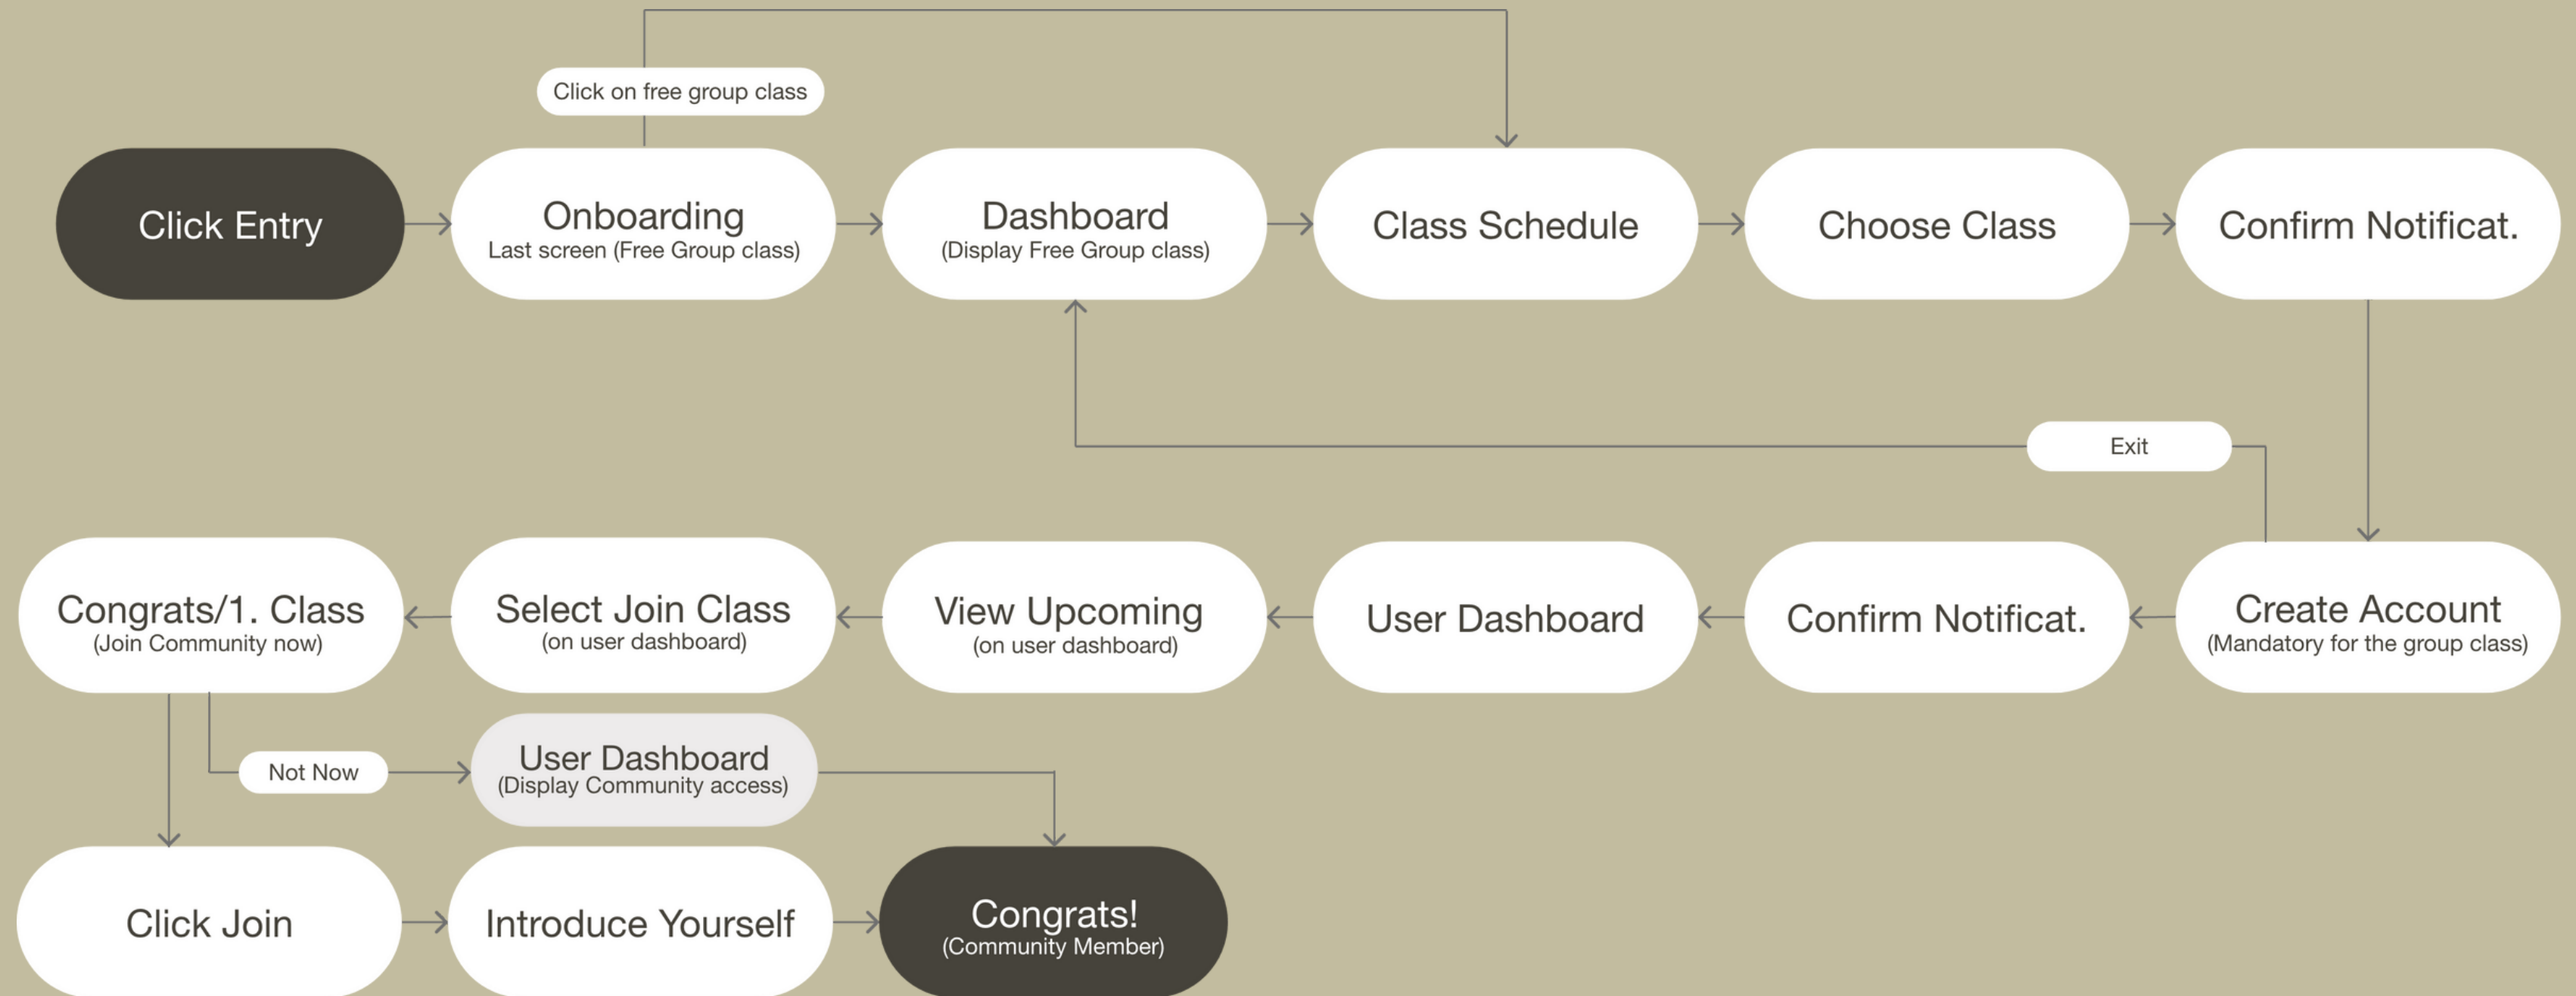 Click on free group class
Click Entry
Onboarding
Last screen (Free Group class)
Dashboard
(Display Free Group class)
Class Schedule
Choose Class
Confirm Notificat.
Exit
Congrats/1. Class
(Join Community now)
Select Join Class
(on user dashboard)
View Upcoming
(on user dashboard)
User Dashboard
Confirm Notificat.
Create Account
(Mandatory for the group class)
Not Now
User Dashboard
(Display Community access)
Click Join
Introduce Yourself
Congrats!
(Community Member)